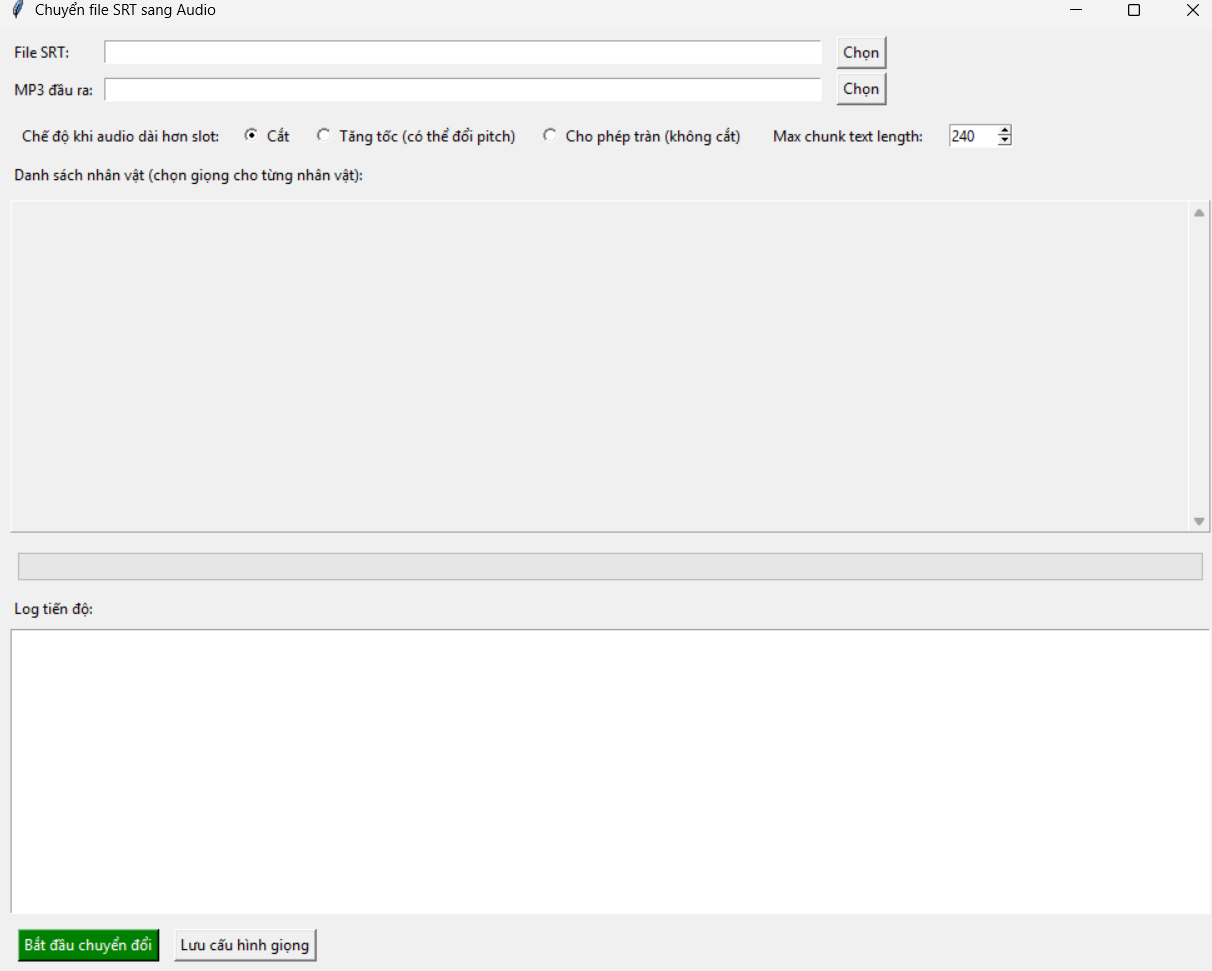 Chuyển file SRT sang Audio
File SRT: Chọn
MP3 đầu ra: Chọn
Chế độ khi audio dài hơn slot: Cắt Tăng tốc (có thể đổi pitch) Cho phép tràn (không cắt) Max chunk text length: 240
Danh sách nhân vật (chọn giọng cho từng nhân vật):
Log tiến độ:
Bắt đầu chuyển đổi Lưu cấu hình giọng